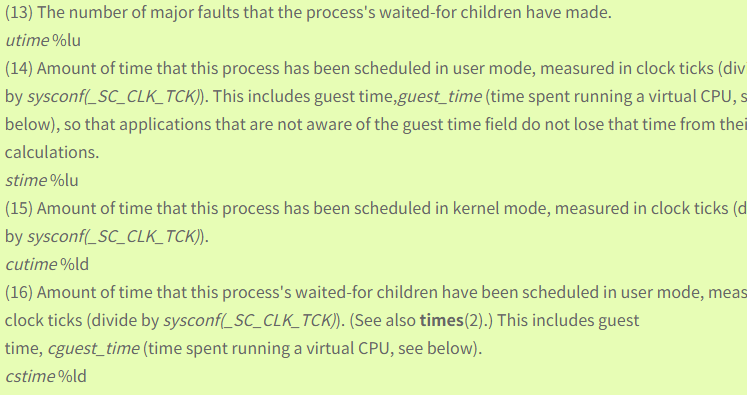 (13) The number of major faults that the process's waited-for children have made.
utime %lu
(14) Amount of time that this process has been scheduled in user mode, measured in clock ticks (div
by sysconf(_SC_CLK_TCK)). This includes guest time,guest_time (time spent running a virtual CPU, s
below), so that applications that are not aware of the guest time field do not lose that time from thei
calculations.
stime %lu
(15) Amount of time that this process has been scheduled in kernel mode, measured in clock ticks (d
by sysconf(_SC_CLK_TCK)).
cutime %ld
(16) Amount of time that this process's waited-for children have been scheduled in user mode, meas
clock ticks (divide by sysconf(_SC_CLK_TCK)). (See also times(2).) This includes guest
time, cguest_time (time spent running a virtual CPU, see below).
cstime %ld